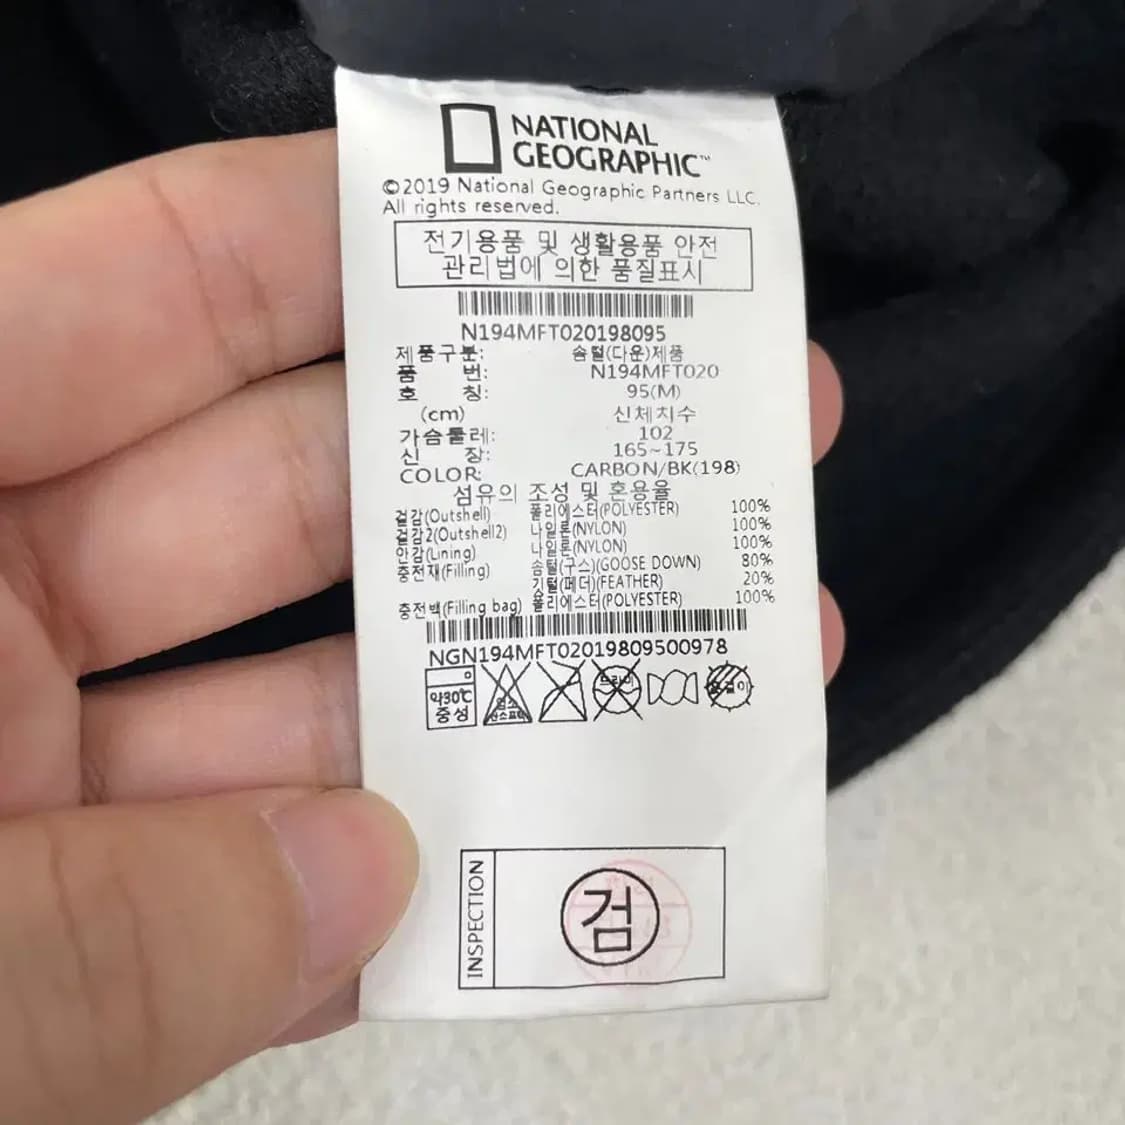 NATIONAL
GEOGRAPHIC™
©2019 National Geographic Partners LLC.
All rights reserved.
전기용품 및 생활용품 안전
관리법에 의한 품질표시
N194MFT020198095
제품구분: 솜털(다운)제품
품 번: N194MFT020
호 칭: 95(M)
(cm) 신체치수
가슴둘레: 102
신 장: 165~175
COLOR: CARBON/BK(198)
섬유의 조성 및 혼용율
겉감(Outshell) 폴리에스터(POLYESTER) 100%
겉감2(Outshell2) 나일론(NYLON) 100%
안감(Lining) 나일론(NYLON) 100%
충전재(Filling) 솜털(구스)(GOOSE DOWN) 80%
깃털(페더)(FEATHER) 20%
충전백(Filling bag) 폴리에스터(POLYESTER) 100%
NGN194MFT02019809500978
약30℃
중성
드라이
INSPECTION
검